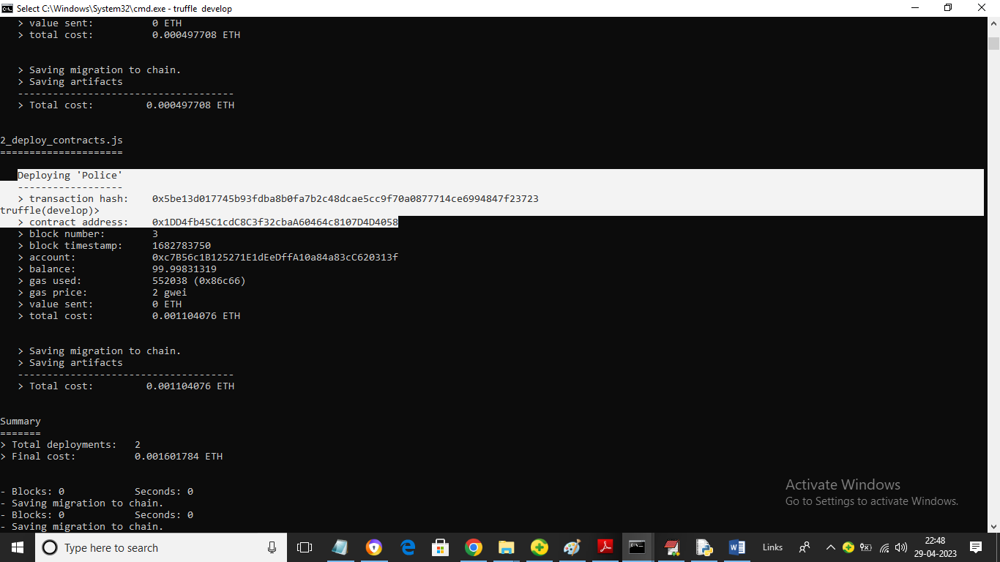 Select C:\Windows\System32\cmd.exe - truffle  develop
> value sent:          0 ETH
> total cost:          0.000497708 ETH
> Saving migration to chain.
> Saving artifacts
-------------------------------------
> Total cost:         0.000497708 ETH
2_deploy_contracts.js
=====================
Deploying 'Police'
------------------
> transaction hash:    0x5be13d017745b93fdba8b0fa7b2c48dcae5cc9f70a0877714ce6994847f23723
truffle(develop)>
> contract address:    0x1DD4fb45C1cdC8C3f32cbaA60464c8107D4D4058
> block number:        3
> block timestamp:     1682783750
> account:             0xc7B56c1B125271E1dEeDffA10a84a83cC620313f
> balance:             99.99831319
> gas used:            552038 (0x86c66)
> gas price:           2 gwei
> value sent:          0 ETH
> total cost:          0.001104076 ETH
> Saving migration to chain.
> Saving artifacts
-------------------------------------
> Total cost:         0.001104076 ETH
Summary
=======
> Total deployments:   2
> Final cost:          0.001601784 ETH
- Blocks: 0            Seconds: 0
- Saving migration to chain.
- Blocks: 0            Seconds: 0
- Saving migration to chain.
Activate Windows
Go to Settings to activate Windows.
Type here to search
Links
22:48
29-04-2023